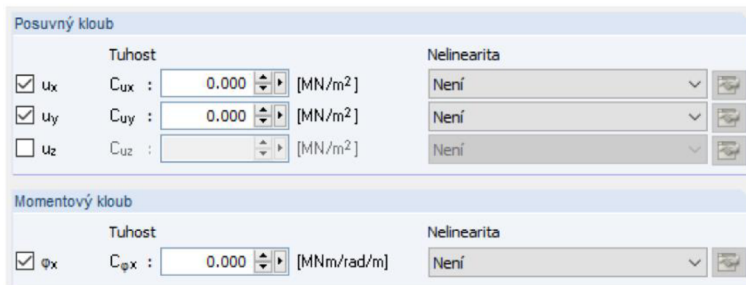 Posuvný kloub
Tuhost Nelinearita
ux Cux : 0.000 [MN/m²] Není
uy Cuy : 0.000 [MN/m²] Není
uz Cuz : [MN/m²] Není
Momentový kloub
Tuhost Nelinearita
φx Cφx : 0.000 [MNm/rad/m] Není